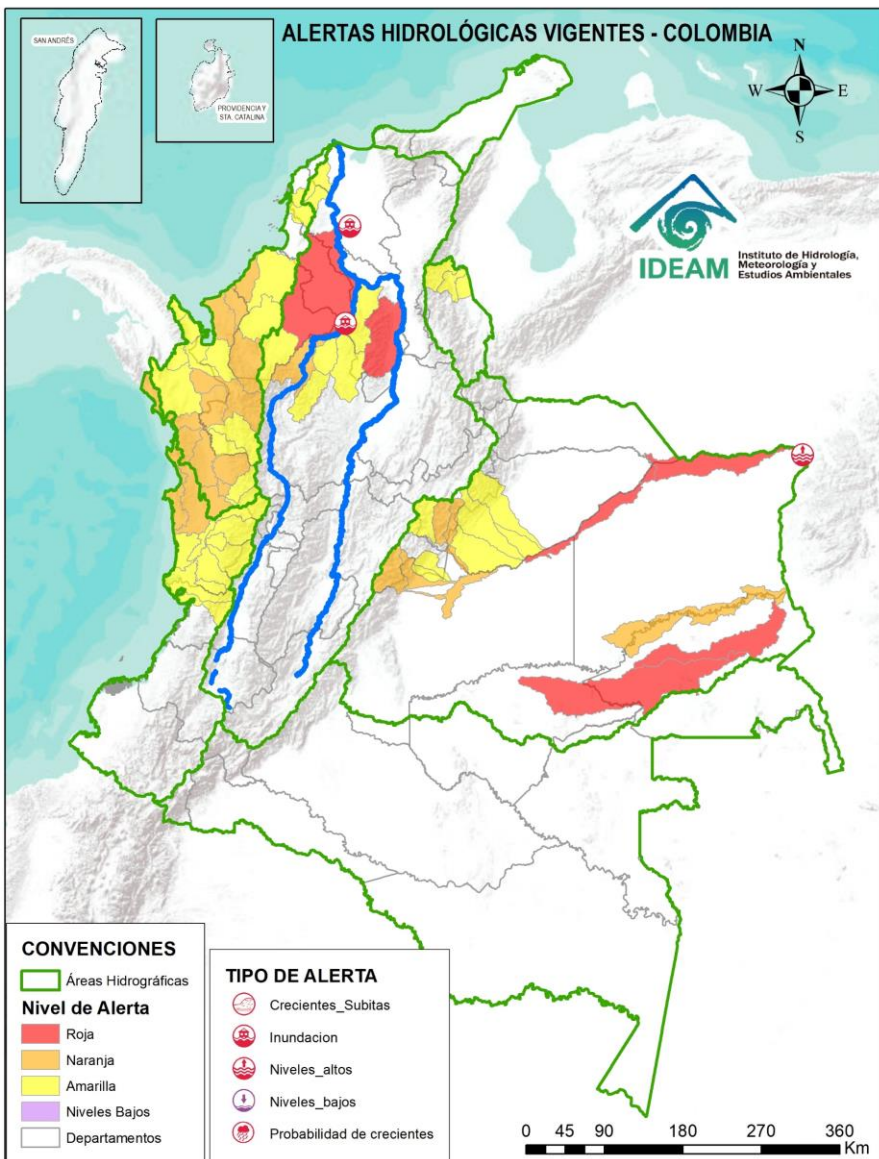 ALERTAS HIDROLÓGICAS VIGENTES - COLOMBIA
SAN ANDRÉS
PROVIDENCIA Y
STA. CATALINA
N
W
E
S
IDEAM
Instituto de Hidrología,
Meteorología y
Estudios Ambientales
CONVENCIONES
Áreas Hidrográficas
Nivel de Alerta
Roja
Naranja
Amarilla
Niveles Bajos
Departamentos
TIPO DE ALERTA
Crecientes_Subitas
Inundacion
Niveles_altos
Niveles_bajos
Probabilidad de crecientes
0 45 90 180 270 360
Km